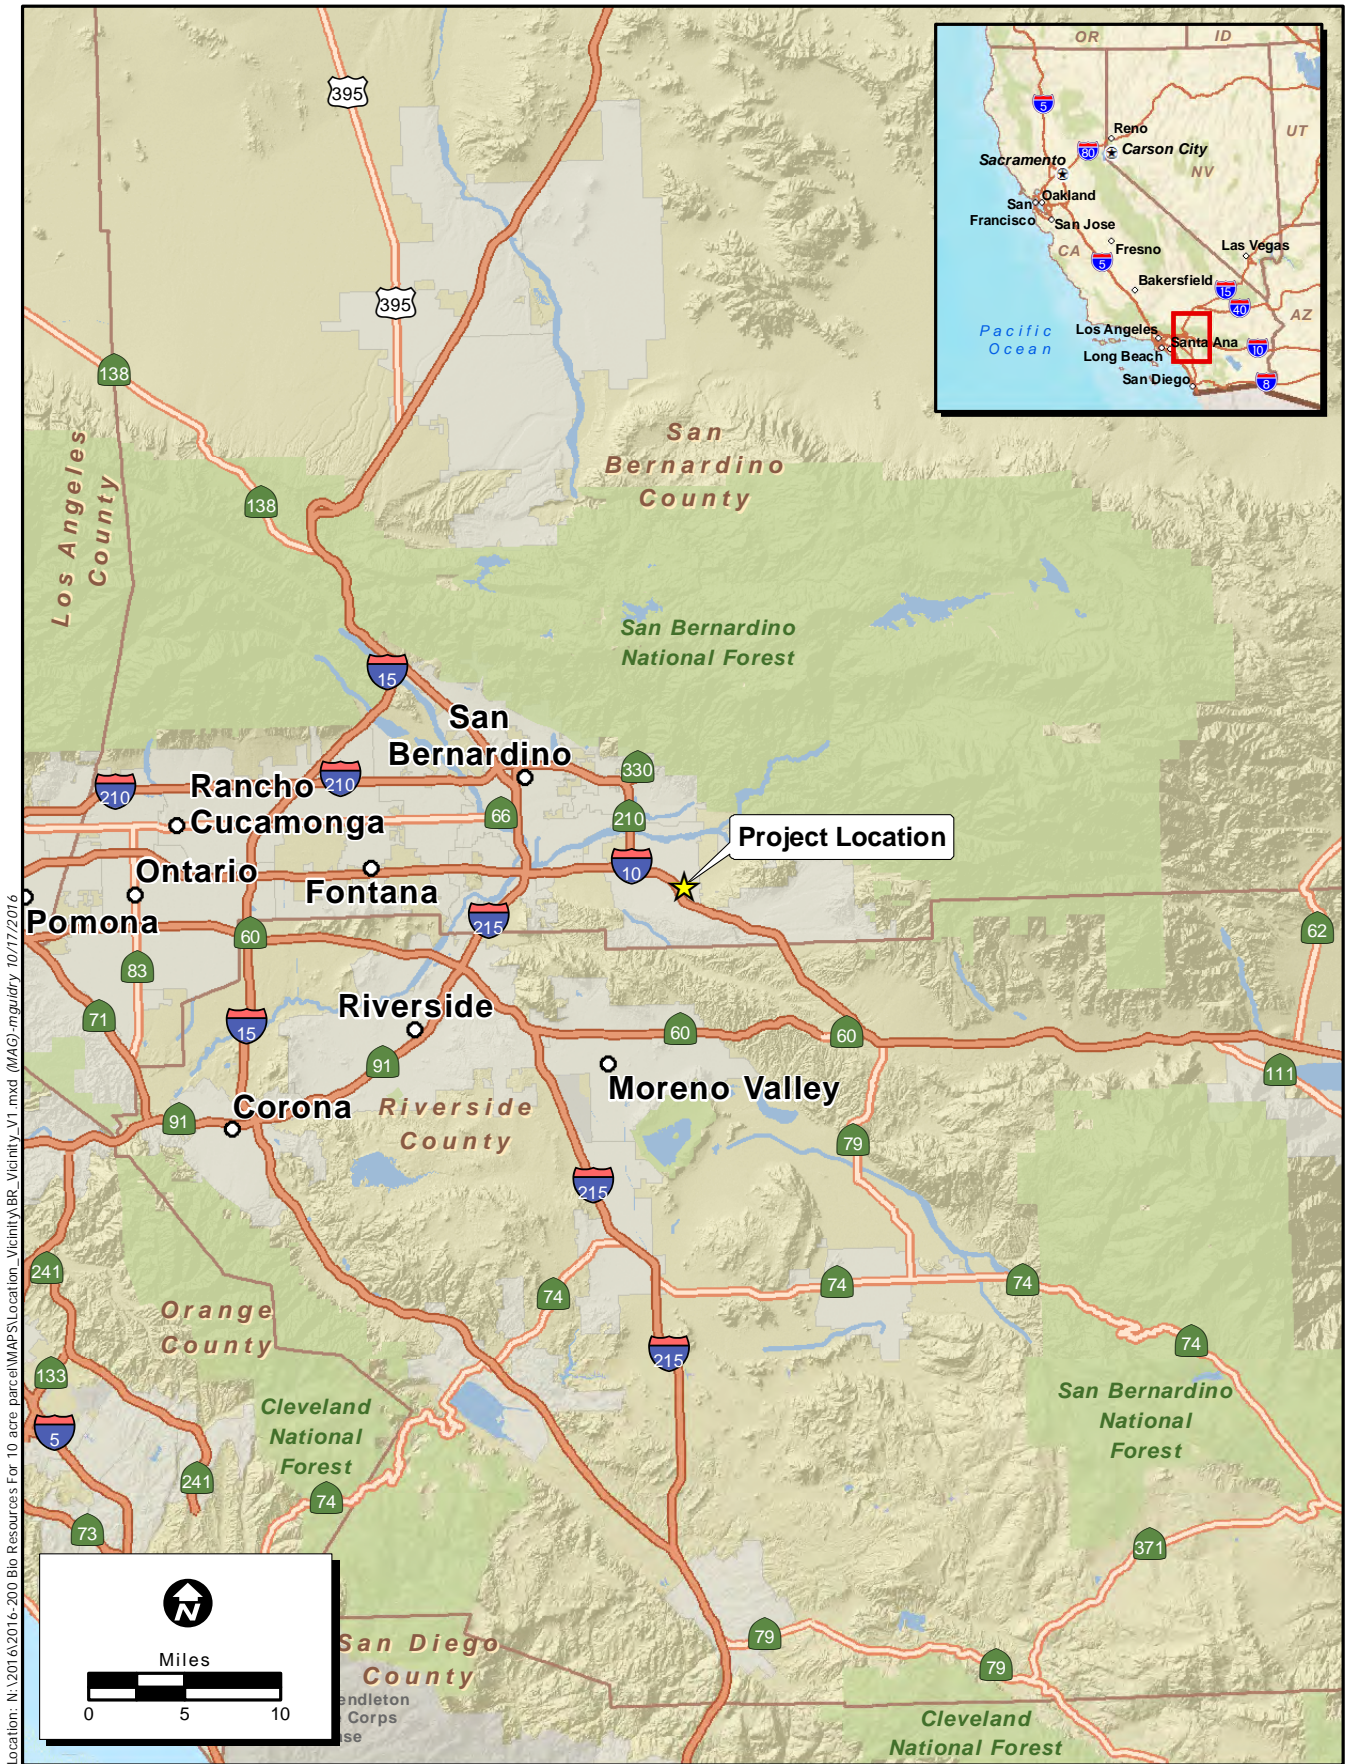 395
OR
ID
5
Reno
UT
80
Carson City
Sacramento
NV
Oakland
San
Francisco
San Jose
CA
Fresno
5
Las Vegas
Bakersfield
15
40
AZ
Pacific
Ocean
Los Angeles
Santa Ana
10
Long Beach
San Diego
8
395
138
San
Bernardino
County
Los Angeles
County
138
San Bernardino
National Forest
15
San
Bernardino
330
210
Rancho
210
Cucamonga
66
210
Project Location
Ontario
Fontana
10
Pomona
215
60
62
83
Riverside
71
15
60
60
91
Moreno Valley
111
Corona
Riverside
County
91
79
215
241
74
74
74
Orange
County
74
133
215
San Bernardino
National
Forest
Cleveland
National
Forest
5
241
74
73
371
Miles
0 5 10
San Diego
County
79
79
endleton
Corps
Cleveland
National Forest
Location: N:\2016\2016-200 Bio Resources For 10 acre parcel\MAPS\Location_Vicinity\BR_Vicinity_V1.mxd (MAG)-mguidry 10/17/2016
N